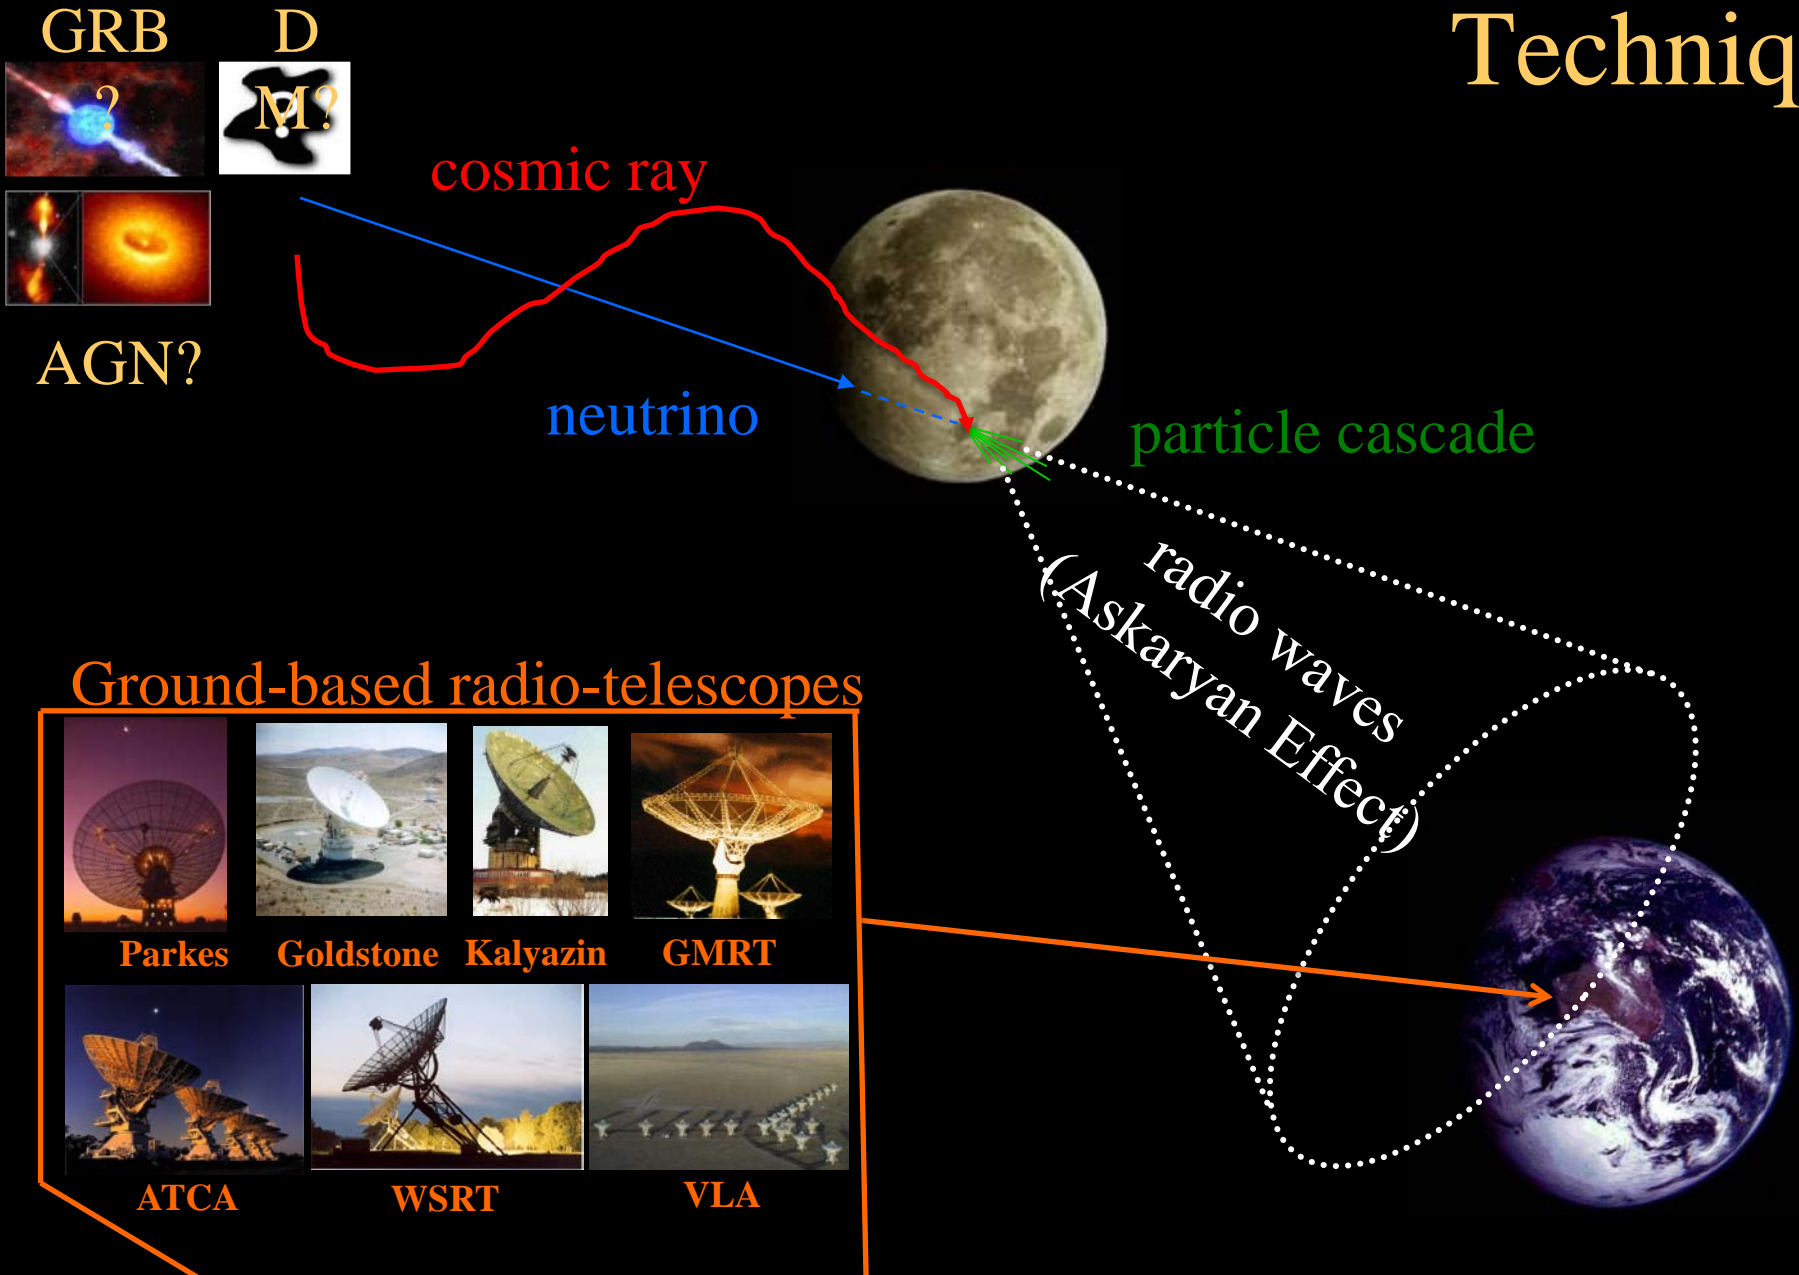 GRB
?
D
M?
Techniq
cosmic ray
AGN?
neutrino
particle cascade
radio waves
(Askaryan Effect)
Ground-based radio-telescopes
Parkes Goldstone Kalyazin GMRT
ATCA WSRT VLA